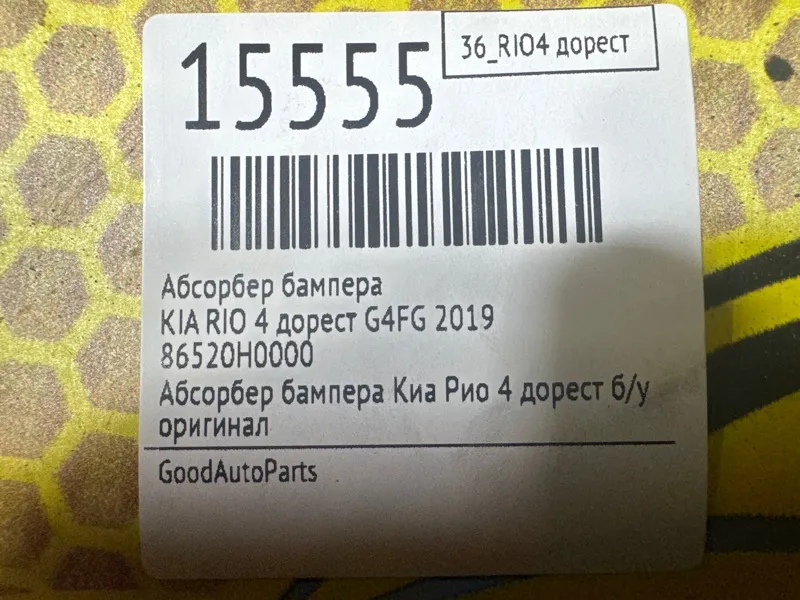 15555
36_RIO4 дорест
Абсорбер бампера
KIA RIO 4 дорест G4FG 2019
86520H0000
Абсорбер бампера Киа Рио 4 дорест б/у
оригинал
GoodAutoParts